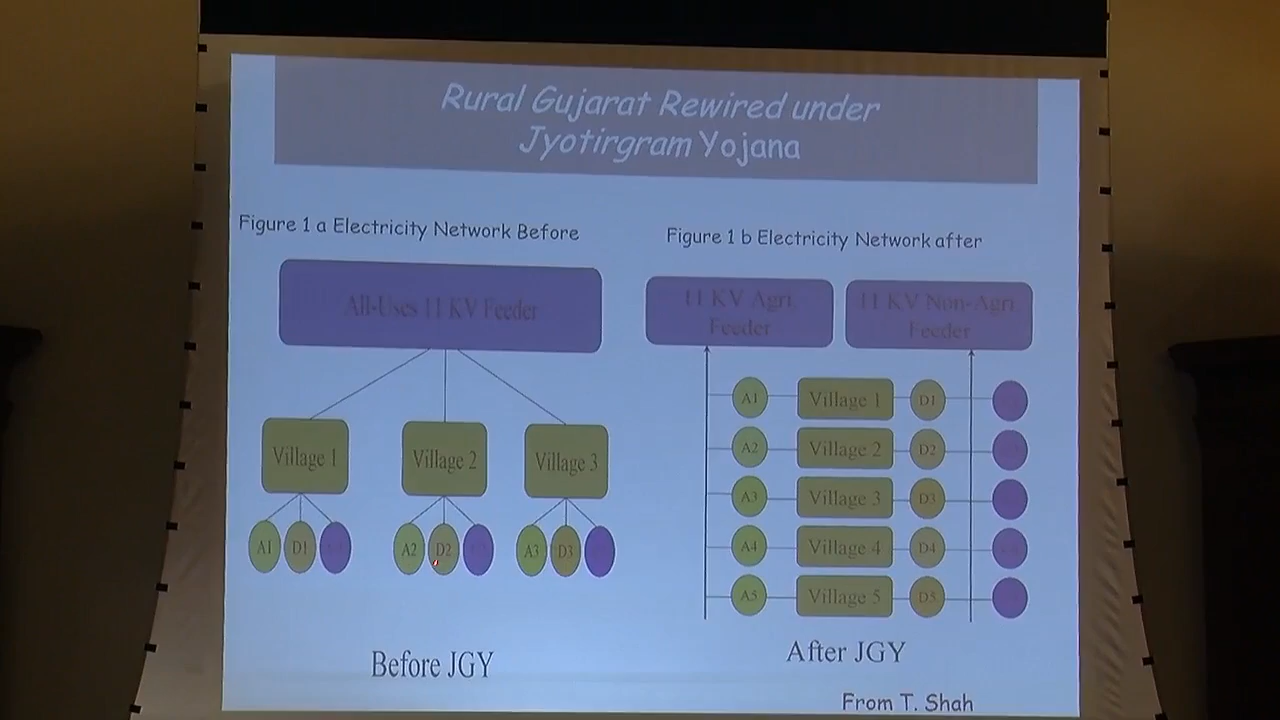 Rural Gujarat Rewired under
Jyotirgram Yojana
Figure 1 a Electricity Network Before
Figure 1 b Electricity Network after
All-Uses 11 KV Feeder
11 KV Agri.
Feeder
11 KV Non-Agri
Feeder
Village 1
Village 2
Village 3
A1 D1
A2 D2
A3 D3
A1 Village 1 D1
A2 Village 2 D2
A3 Village 3 D3
A4 Village 4 D4
A5 Village 5 D5
Before JGY
After JGY
From T. Shah